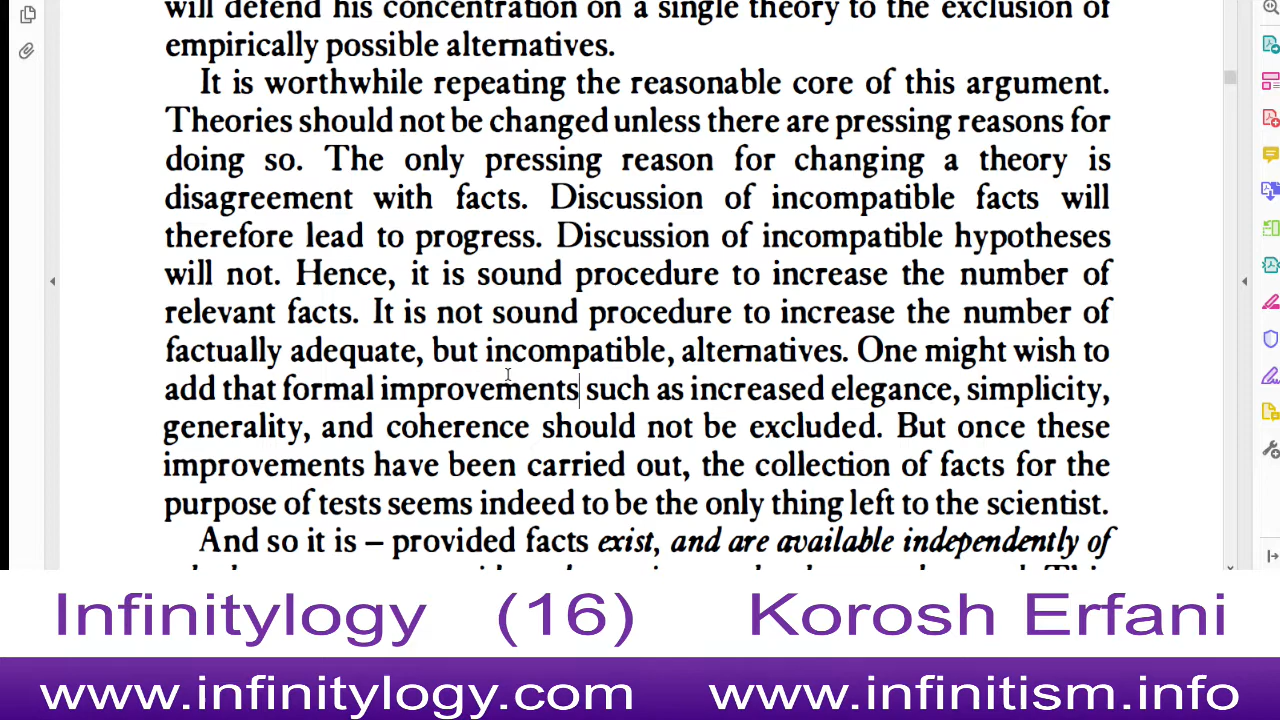 will defend his concentration on a single theory to the exclusion of
empirically possible alternatives.
It is worthwhile repeating the reasonable core of this argument.
Theories should not be changed unless there are pressing reasons for
doing so. The only pressing reason for changing a theory is
disagreement with facts. Discussion of incompatible facts will
therefore lead to progress. Discussion of incompatible hypotheses
will not. Hence, it is sound procedure to increase the number of
relevant facts. It is not sound procedure to increase the number of
factually adequate, but incompatible, alternatives. One might wish to
add that formal improvements such as increased elegance, simplicity,
generality, and coherence should not be excluded. But once these
improvements have been carried out, the collection of facts for the
purpose of tests seems indeed to be the only thing left to the scientist.
And so it is – provided facts exist, and are available independently of
Infinitylogy (16) Korosh Erfani
www.infinitylogy.com www.infinitism.info